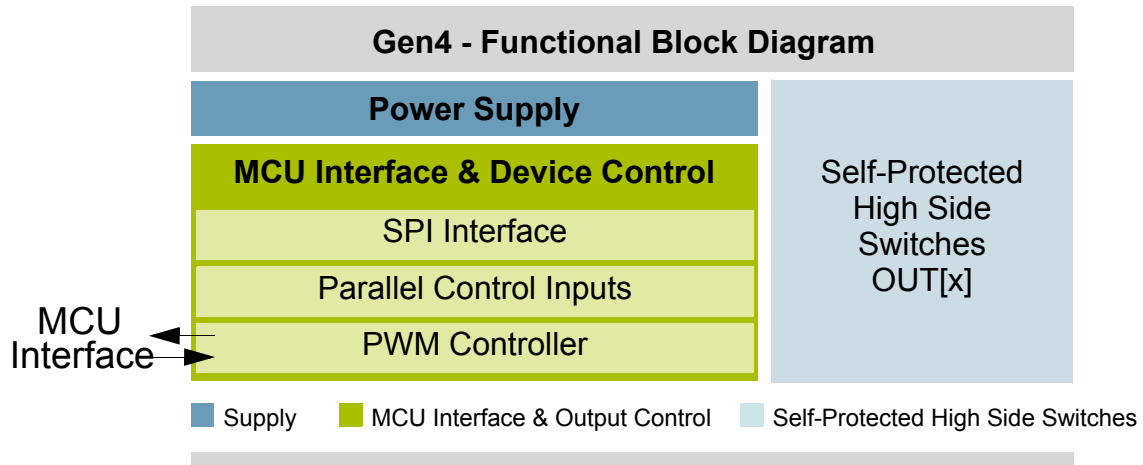 Gen4 - Functional Block Diagram
Power Supply
MCU Interface & Device Control
SPI Interface
Parallel Control Inputs
PWM Controller
Self-Protected
High Side
Switches
OUT[x]
MCU
Interface
Supply
MCU Interface & Output Control
Self-Protected High Side Switches